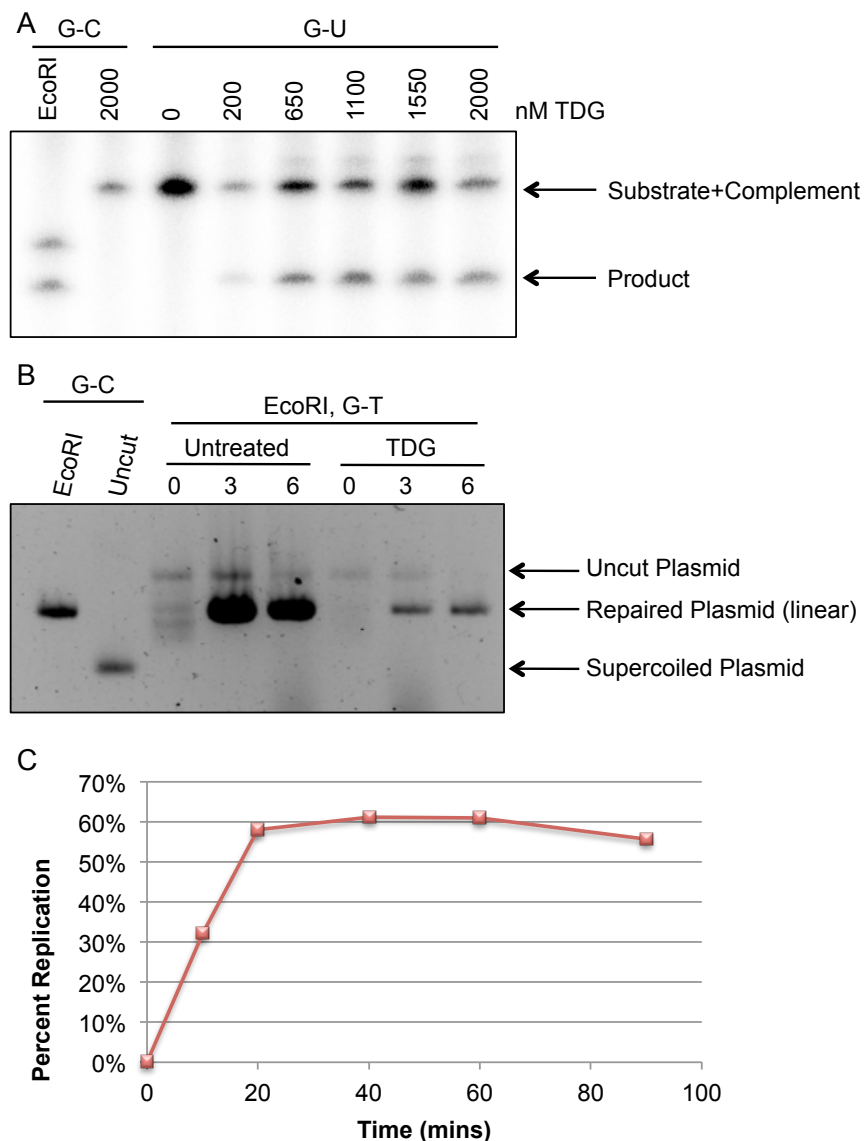 A
G-C G-U
EcoRI 2000 0 200 650 1100 1550 2000 nM TDG
Substrate+Complement
Product
B
G-C
EcoRI, G-T
Untreated TDG
EcoRI Uncut 0 3 6 0 3 6
Uncut Plasmid
Repaired Plasmid (linear)
Supercoiled Plasmid
C
70%
60%
50%
40%
30%
20%
10%
0%
Percent Replication
0 20 40 60 80 100
Time (mins)